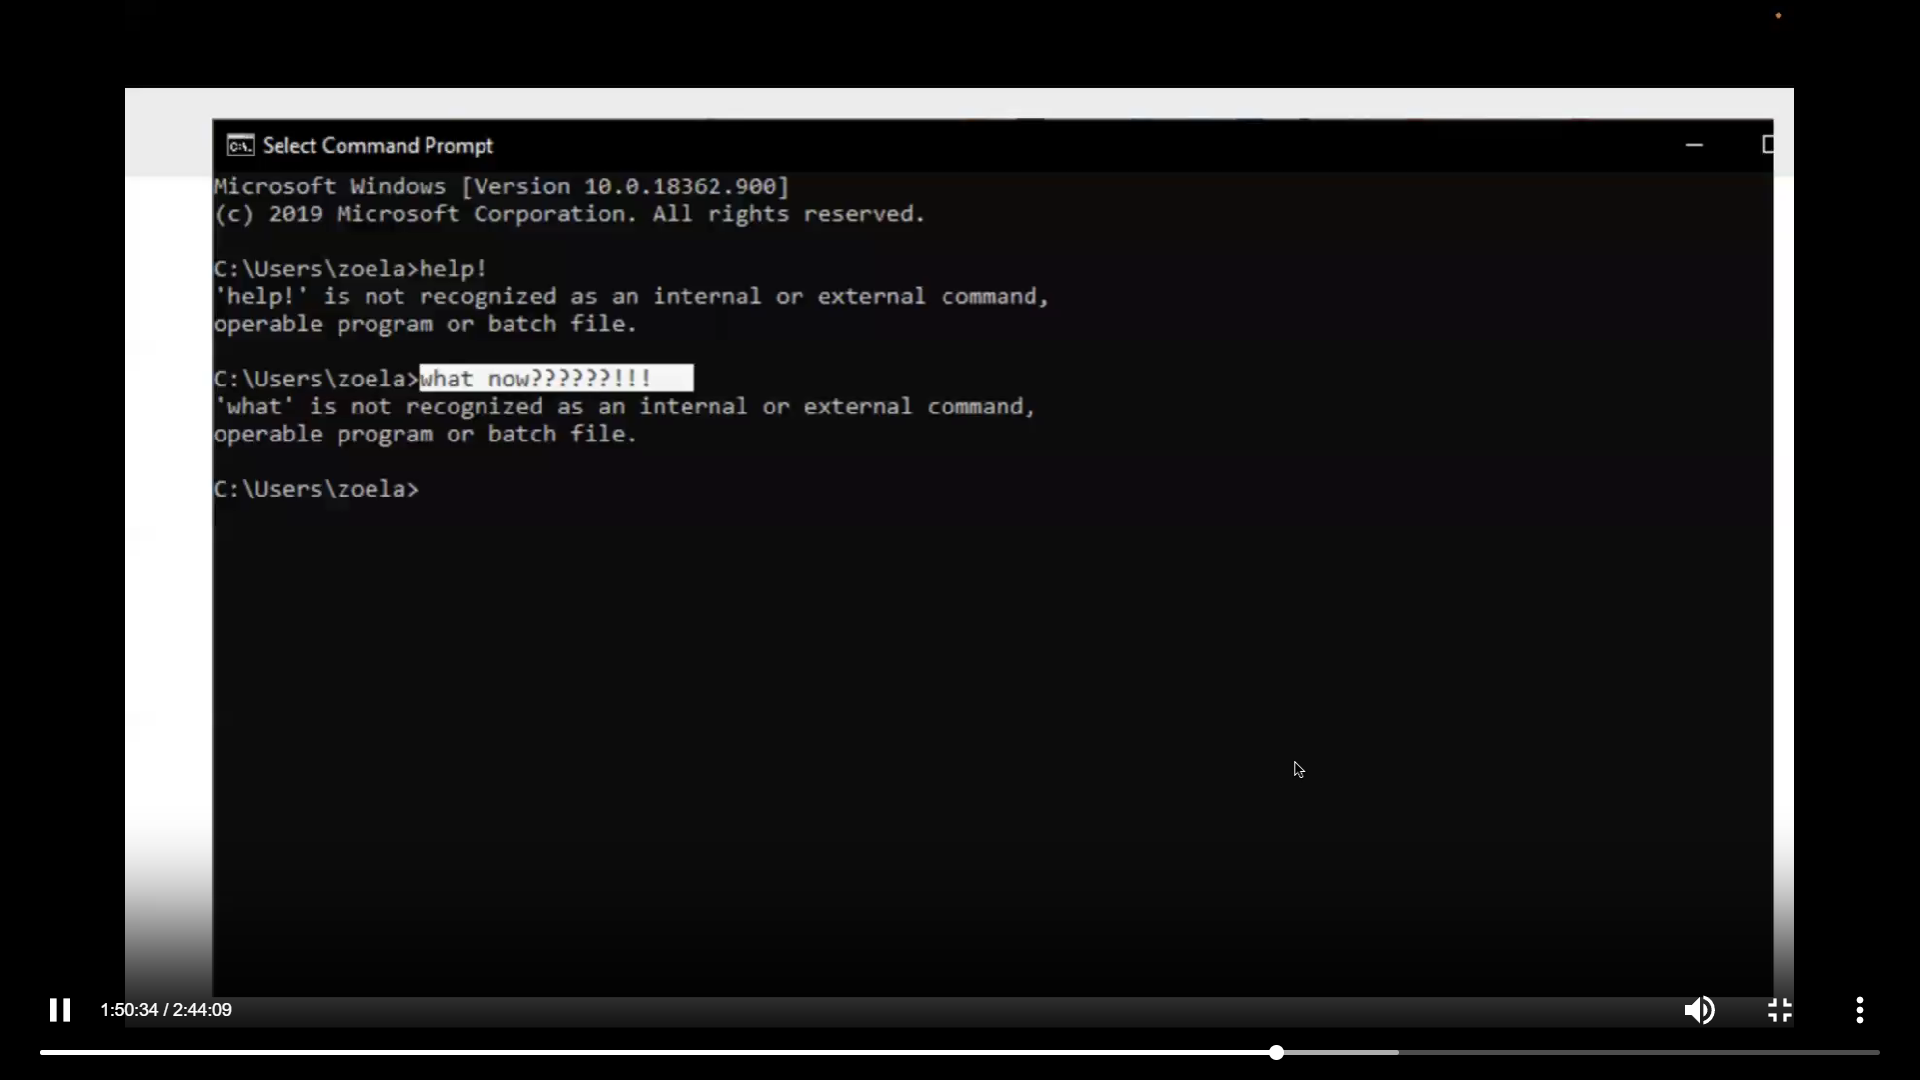 Select Command Prompt
Microsoft Windows [Version 10.0.18362.900]
(c) 2019 Microsoft Corporation. All rights reserved.
C:\Users\zoela>help!
'help!' is not recognized as an internal or external command,
operable program or batch file.
C:\Users\zoela>what now??????!!!
'what' is not recognized as an internal or external command,
operable program or batch file.
C:\Users\zoela>
1:50:34 / 2:44:09